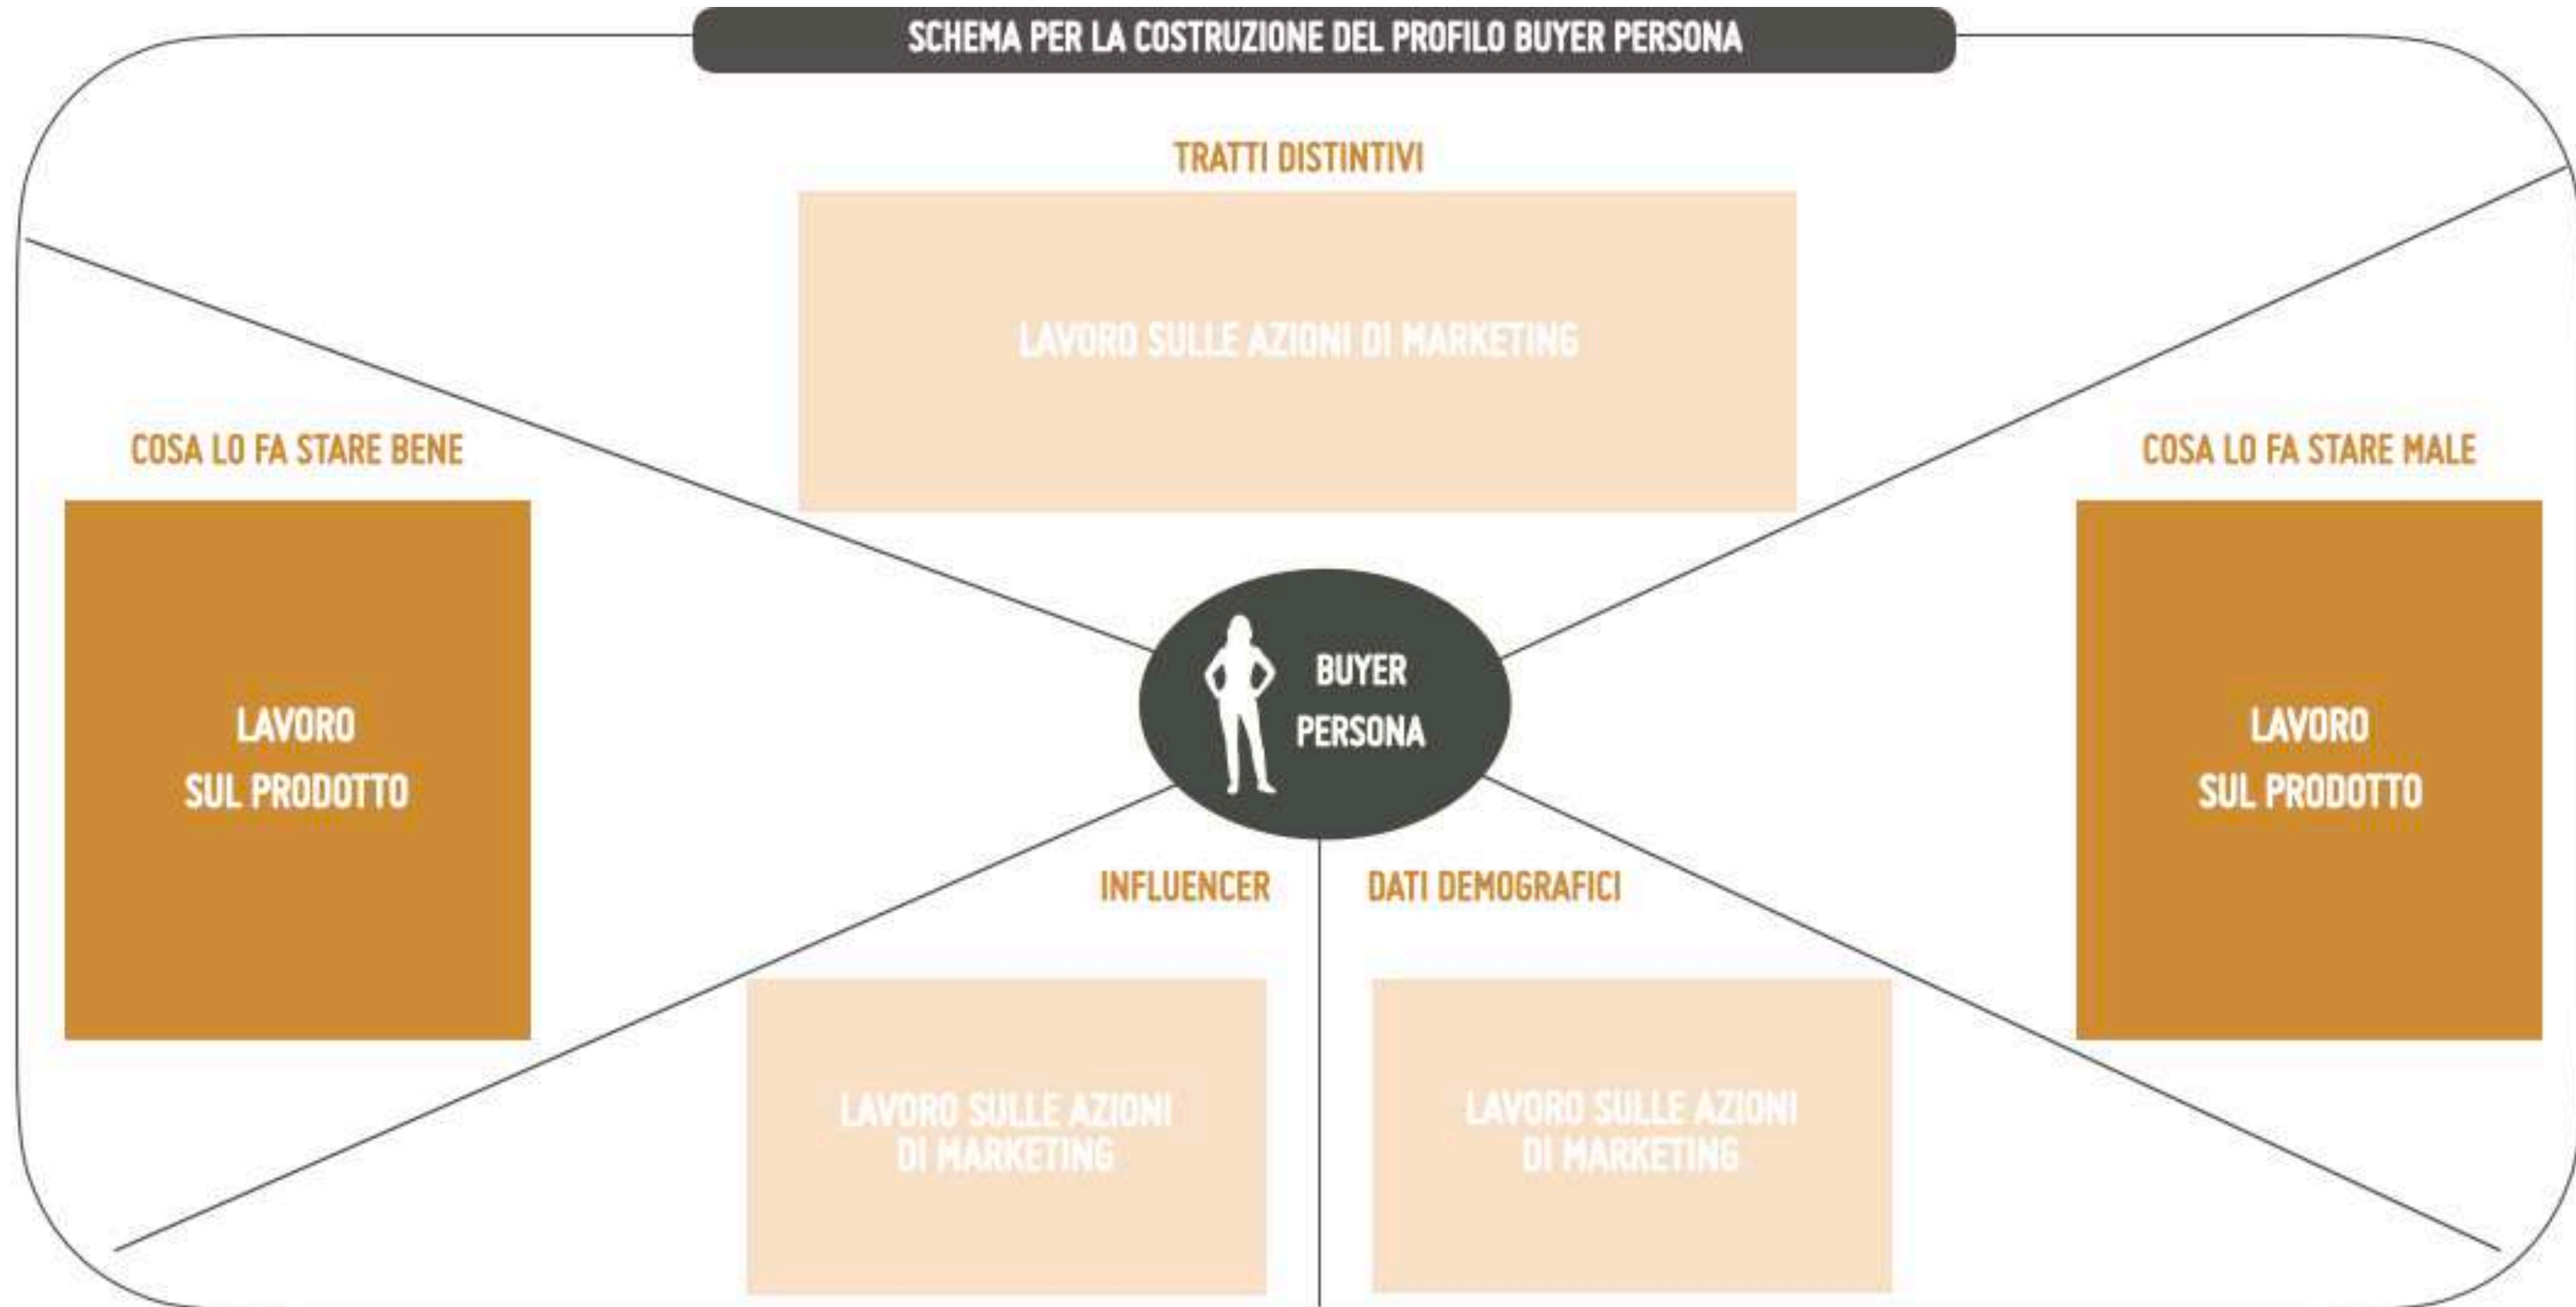 SCHEMA PER LA COSTRUZIONE DEL PROFILO BUYER PERSONA
TRATTI DISTINTIVI
LAVORO SULLE AZIONI DI MARKETING
COSA LO FA STARE BENE
LAVORO
SUL PRODOTTO
COSA LO FA STARE MALE
LAVORO
SUL PRODOTTO
BUYER
PERSONA
INFLUENCER
LAVORO SULLE AZIONI
DI MARKETING
DATI DEMOGRAFICI
LAVORO SULLE AZIONI
DI MARKETING